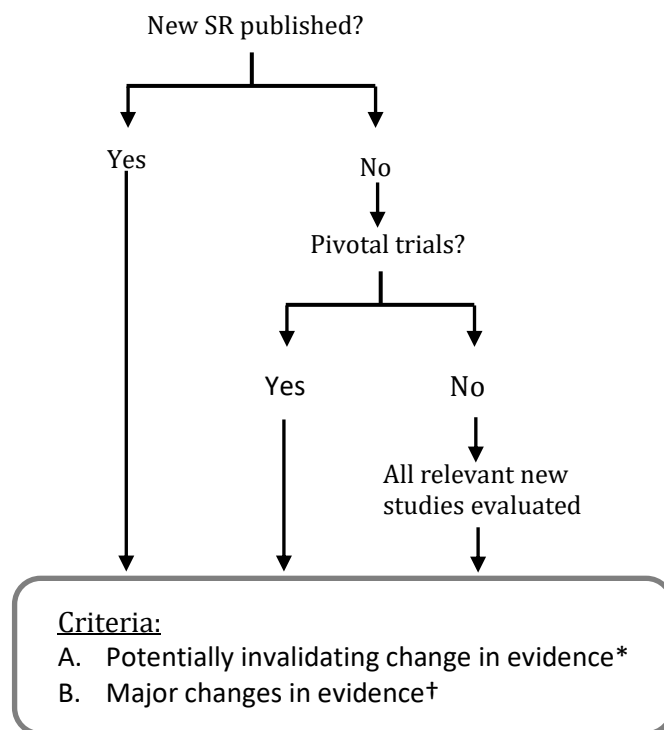 New SR published?
Yes
No
Pivotal trials?
Yes
No
All relevant new
studies evaluated
Criteria:
A. Potentially invalidating change in evidence*
B. Major changes in evidence†